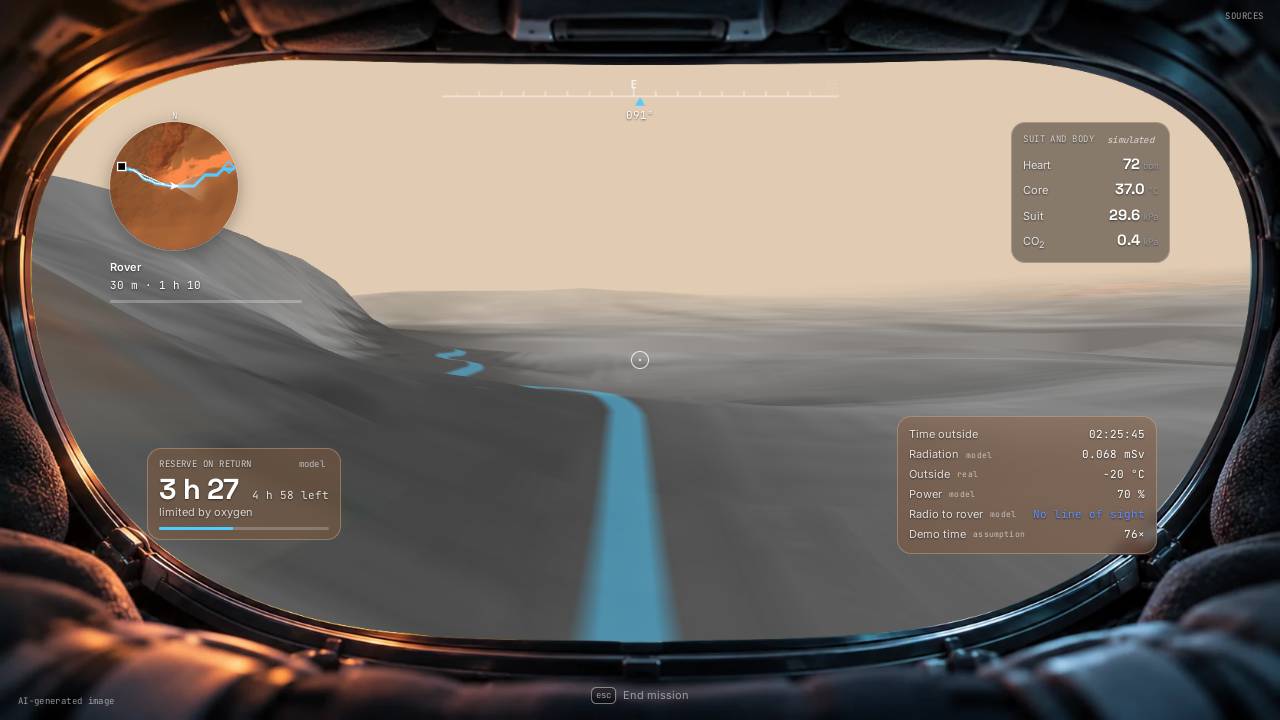 SOURCES
E
091°
N
Rover
30 m · 1 h 10
SUIT AND BODY simulated
Heart 72 bpm
Core 37.0 °C
Suit 29.6 kPa
CO2 0.4 kPa
RESERVE ON RETURN model
3 h 27 4 h 58 left
limited by oxygen
Time outside 02:25:45
Radiation model 0.068 mSv
Outside real -20 °C
Power model 70 %
Radio to rover model No line of sight
Demo time assumption 76×
esc End mission
AI-generated image